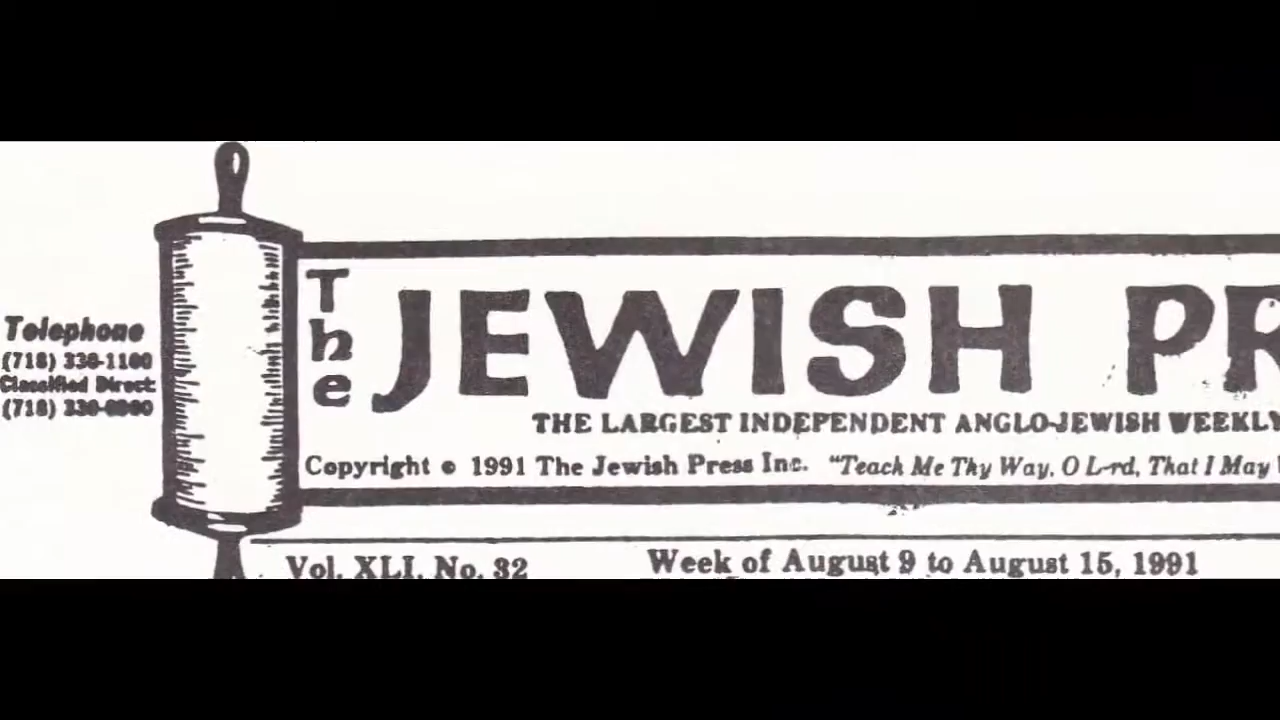 Telephone
(718) 330-1100
Classified Direct:
(718) 330-0900
The
JEWISH PR
THE LARGEST INDEPENDENT ANGLO-JEWISH WEEKLY
Copyright © 1991 The Jewish Press Inc. "Teach Me Thy Way, O L-rd, That I May
Vol. XLI. No. 32
Week of August 9 to August 15, 1991